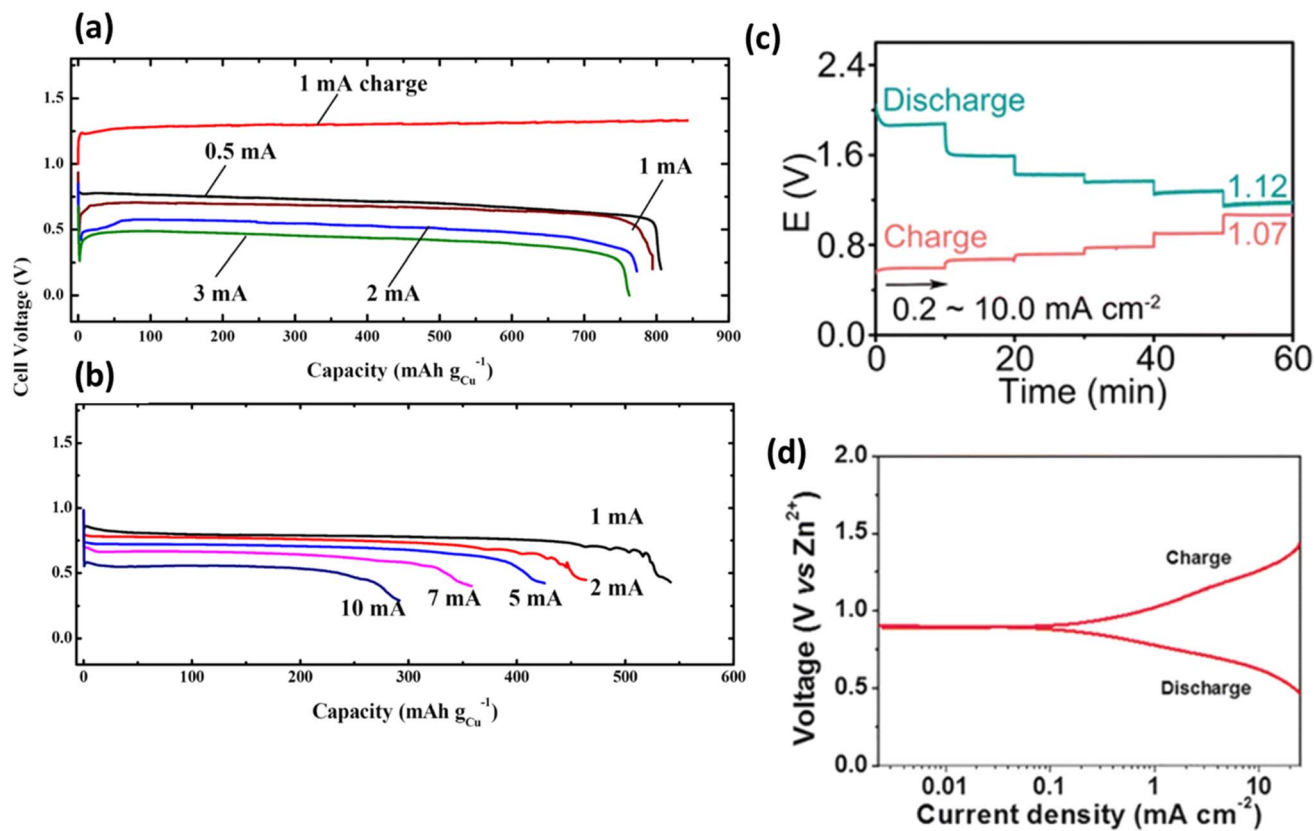 (a)
1.5
1.0
0.5
0.0
1 mA charge
0.5 mA
1 mA
3 mA
2 mA
0 100 200 300 400 500 600 700 800 900
Capacity (mAh g_Cu^-1)
Cell Voltage (V)
(b)
1.5
1.0
0.5
0.0
1 mA
2 mA
5 mA
7 mA
10 mA
0 100 200 300 400 500 600
Capacity (mAh g_Cu^-1)
(c)
2.4
1.6
0.8
0.0
E (V)
Discharge
1.12
Charge
1.07
0.2 ~ 10.0 mA cm^-2
0 20 40 60
Time (min)
(d)
2.0
1.5
1.0
0.5
0.0
Voltage (V vs Zn^2+)
Charge
Discharge
0.01 0.1 1 10
Current density (mA cm^-2)